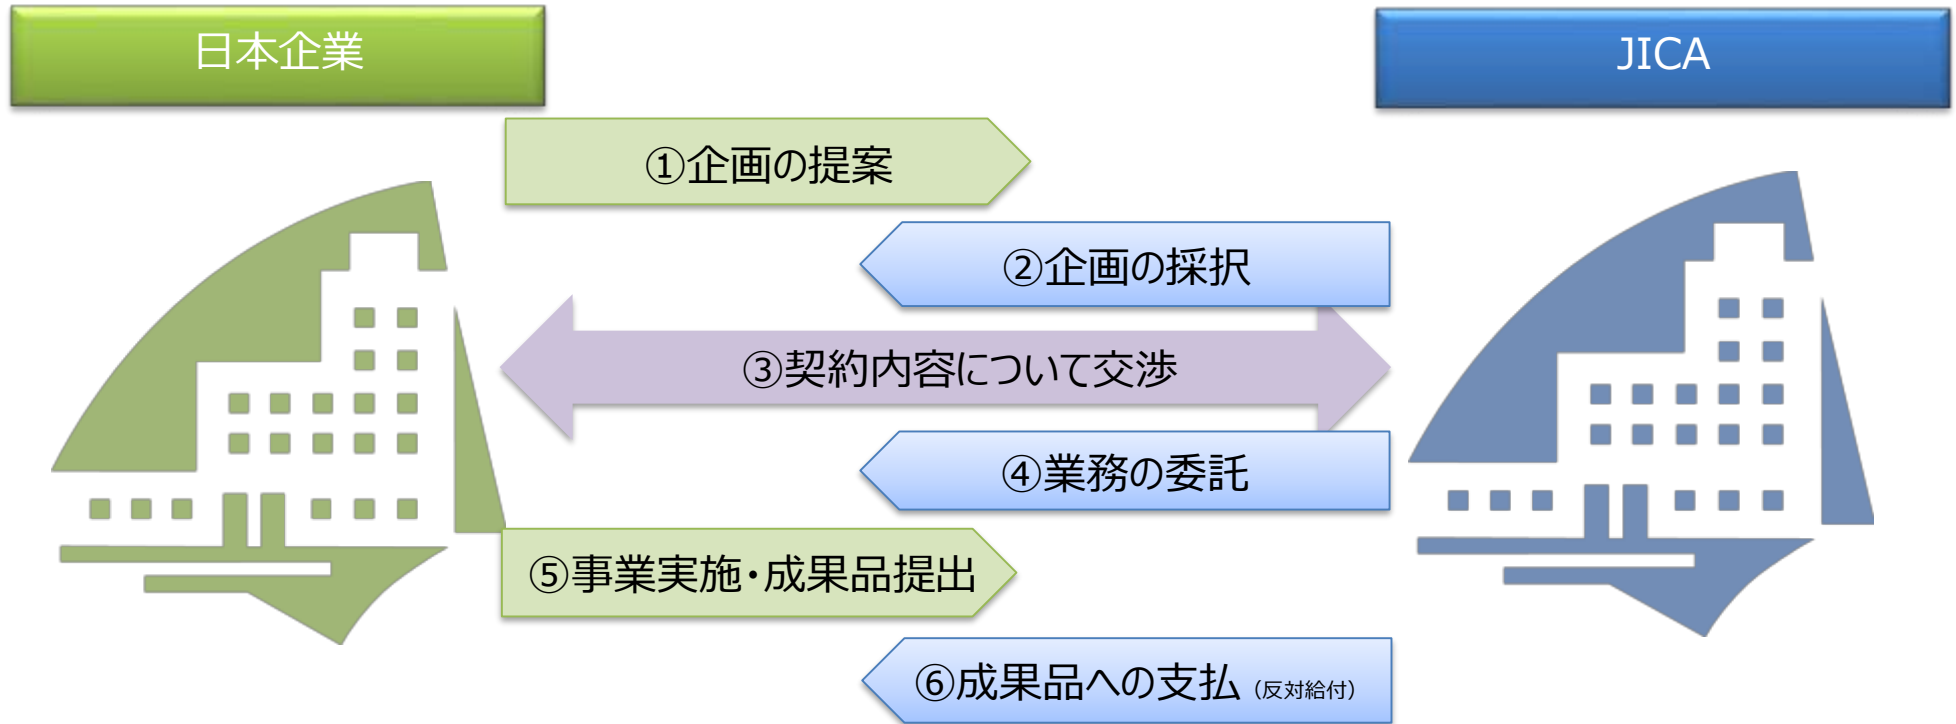 日本企業
JICA
①企画の提案
②企画の採択
③契約内容について交渉
④業務の委託
⑤事業実施・成果品提出
⑥成果品への支払（反対給付）